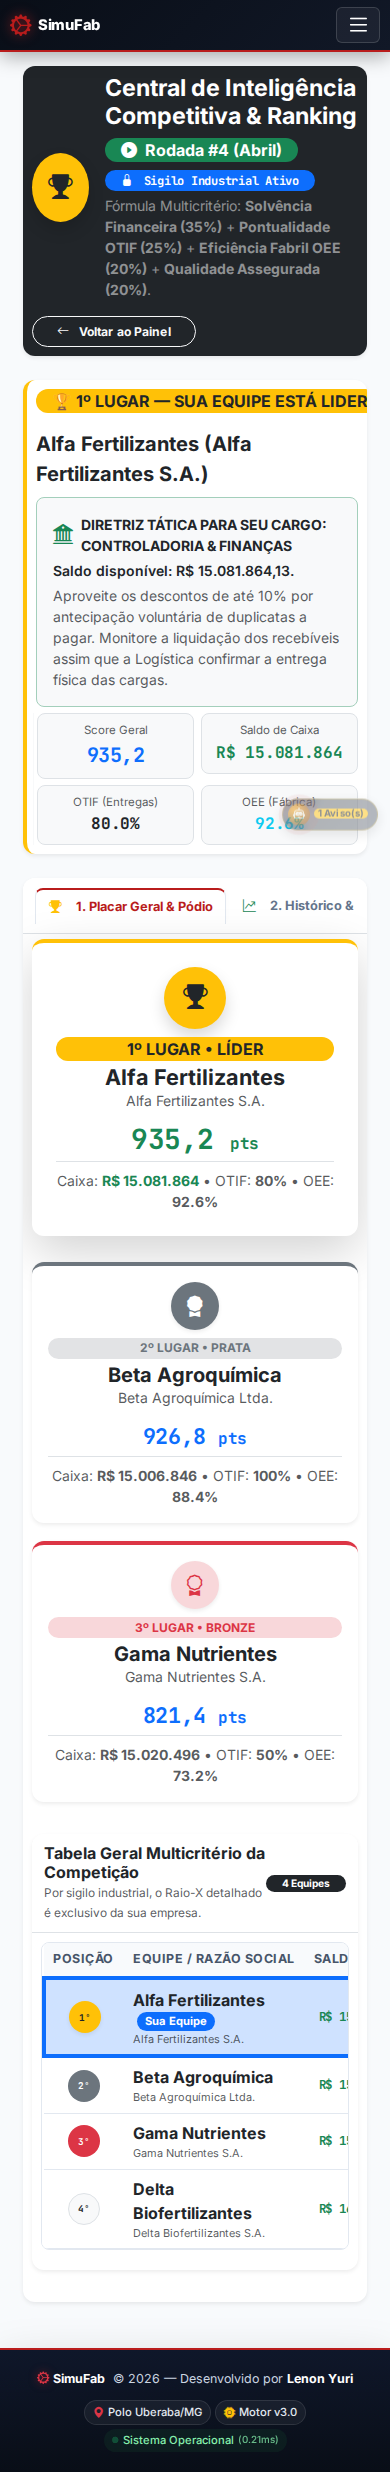 SimuFab
Central de Inteligência
Competitiva & Ranking
Rodada #4 (Abril)
Sigilo Industrial Ativo
Fórmula Multicritério: Solvência
Financeira (35%) + Pontualidade
OTIF (25%) + Eficiência Fabril OEE
(20%) + Qualidade Assegurada
(20%).
Voltar ao Painel
1º LUGAR — SUA EQUIPE ESTÁ LIDER
Alfa Fertilizantes (Alfa
Fertilizantes S.A.)
DIRETRIZ TÁTICA PARA SEU CARGO:
CONTROLADORIA & FINANÇAS
Saldo disponível: R$ 15.081.864,13.
Aproveite os descontos de até 10% por
antecipação voluntária de duplicatas a
pagar. Monitore a liquidação dos recebíveis
assim que a Logística confirmar a entrega
física das cargas.
Score Geral
935,2
Saldo de Caixa
R$ 15.081.864
OTIF (Entregas)
80.0%
OEE (Fábrica)
92.6%
1 Aviso(s)
1. Placar Geral & Pódio
2. Histórico &
1º LUGAR • LÍDER
Alfa Fertilizantes
Alfa Fertilizantes S.A.
935,2 pts
Caixa: R$ 15.081.864 • OTIF: 80% • OEE:
92.6%
2º LUGAR • PRATA
Beta Agroquímica
Beta Agroquímica Ltda.
926,8 pts
Caixa: R$ 15.006.846 • OTIF: 100% • OEE:
88.4%
3º LUGAR • BRONZE
Gama Nutrientes
Gama Nutrientes S.A.
821,4 pts
Caixa: R$ 15.020.496 • OTIF: 50% • OEE:
73.2%
Tabela Geral Multicritério da
Competição
Por sigilo industrial, o Raio-X detalhado
é exclusivo da sua empresa.
4 Equipes
POSIÇÃO EQUIPE / RAZÃO SOCIAL SALD
1º Alfa Fertilizantes
Sua Equipe
Alfa Fertilizantes S.A.
R$ 15
2º Beta Agroquímica
Beta Agroquímica Ltda.
R$ 15
3º Gama Nutrientes
Gama Nutrientes S.A.
R$ 15
4º Delta
Biofertilizantes
Delta Biofertilizantes S.A.
R$ 14
SimuFab © 2026 — Desenvolvido por Lenon Yuri
Polo Uberaba/MG Motor v3.0
Sistema Operacional (0.21ms)